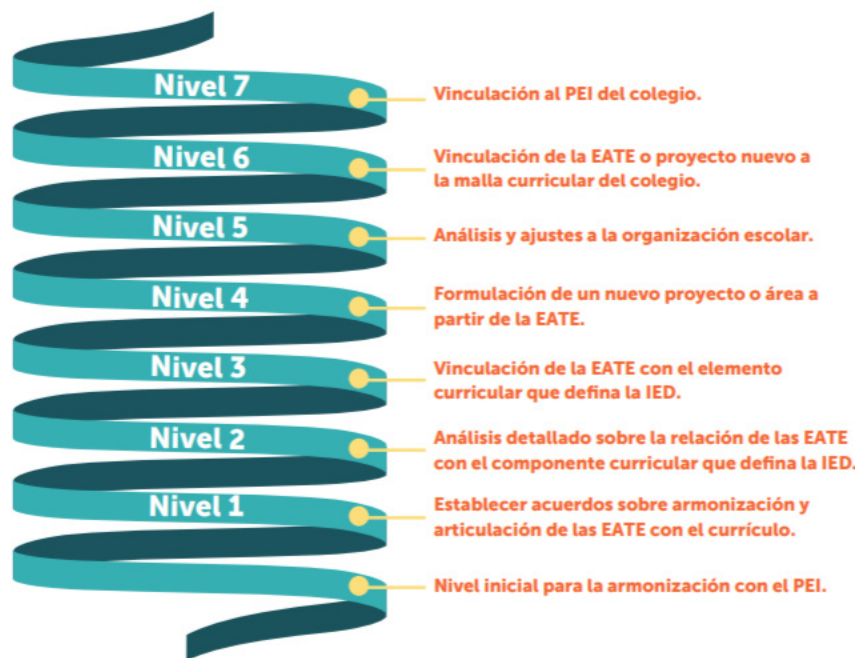 Nivel 7
Vinculación al PEI del colegio.
Nivel 6
Vinculación de la EATE o proyecto nuevo a
la malla curricular del colegio.
Nivel 5
Análisis y ajustes a la organización escolar.
Nivel 4
Formulación de un nuevo proyecto o área a
partir de la EATE.
Nivel 3
Vinculación de la EATE con el elemento
curricular que defina la IED.
Nivel 2
Análisis detallado sobre la relación de las EATE
con el componente curricular que defina la IED.
Nivel 1
Establecer acuerdos sobre armonización y
articulación de las EATE con el currículo.
Nivel inicial para la armonización con el PEI.